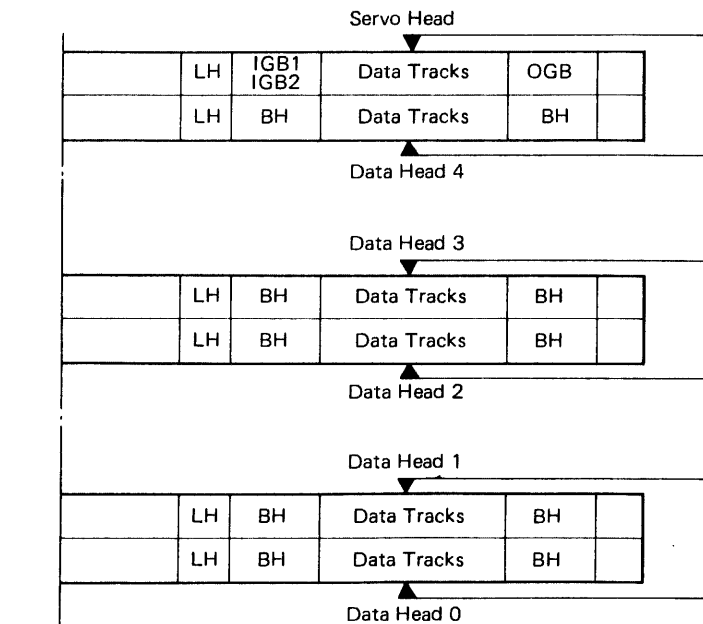 Servo Head
LH IGB1 Data Tracks OGB
IGB2
LH BH Data Tracks BH
Data Head 4
Data Head 3
LH BH Data Tracks BH
LH BH Data Tracks BH
Data Head 2
Data Head 1
LH BH Data Tracks BH
LH BH Data Tracks BH
Data Head 0